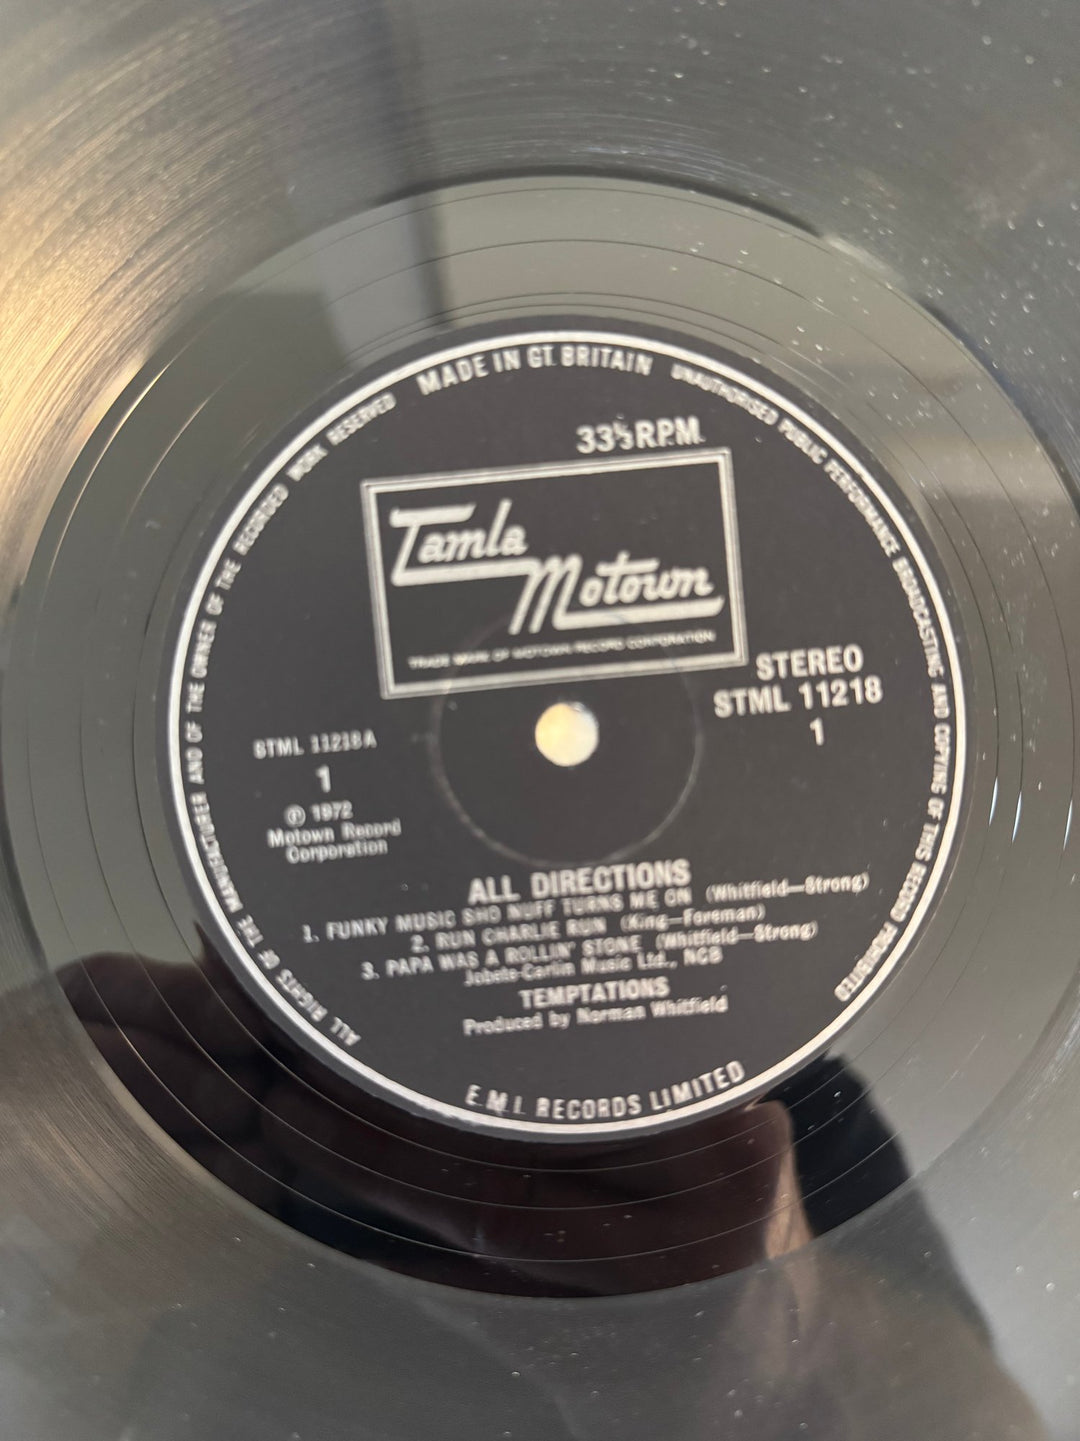 MADE IN GT. BRITAIN
UNAUTHORISED PUBLIC PERFORMANCE BROADCASTING AND COPYING OF THIS RECORD PROHIBITED
ALL RIGHTS OF THE MANUFACTURER AND OF THE OWNER OF THE RECORDED WORK RESERVED
33⅓ R.P.M.
Tamla
Motown
TRADE MARK OF MOTOWN RECORD CORPORATION
STEREO
STML 11218
1
STML 11218A
1
Ⓟ 1972
Motown Record
Corporation
ALL DIRECTIONS
1. FUNKY MUSIC SHO NUFF TURNS ME ON (Whitfield—Strong)
2. RUN CHARLIE RUN (King—Foreman)
3. PAPA WAS A ROLLIN' STONE (Whitfield—Strong)
Jobete-Carlin Music Ltd., NCB
TEMPTATIONS
Produced by Norman Whitfield
E.M.I. RECORDS LIMITED